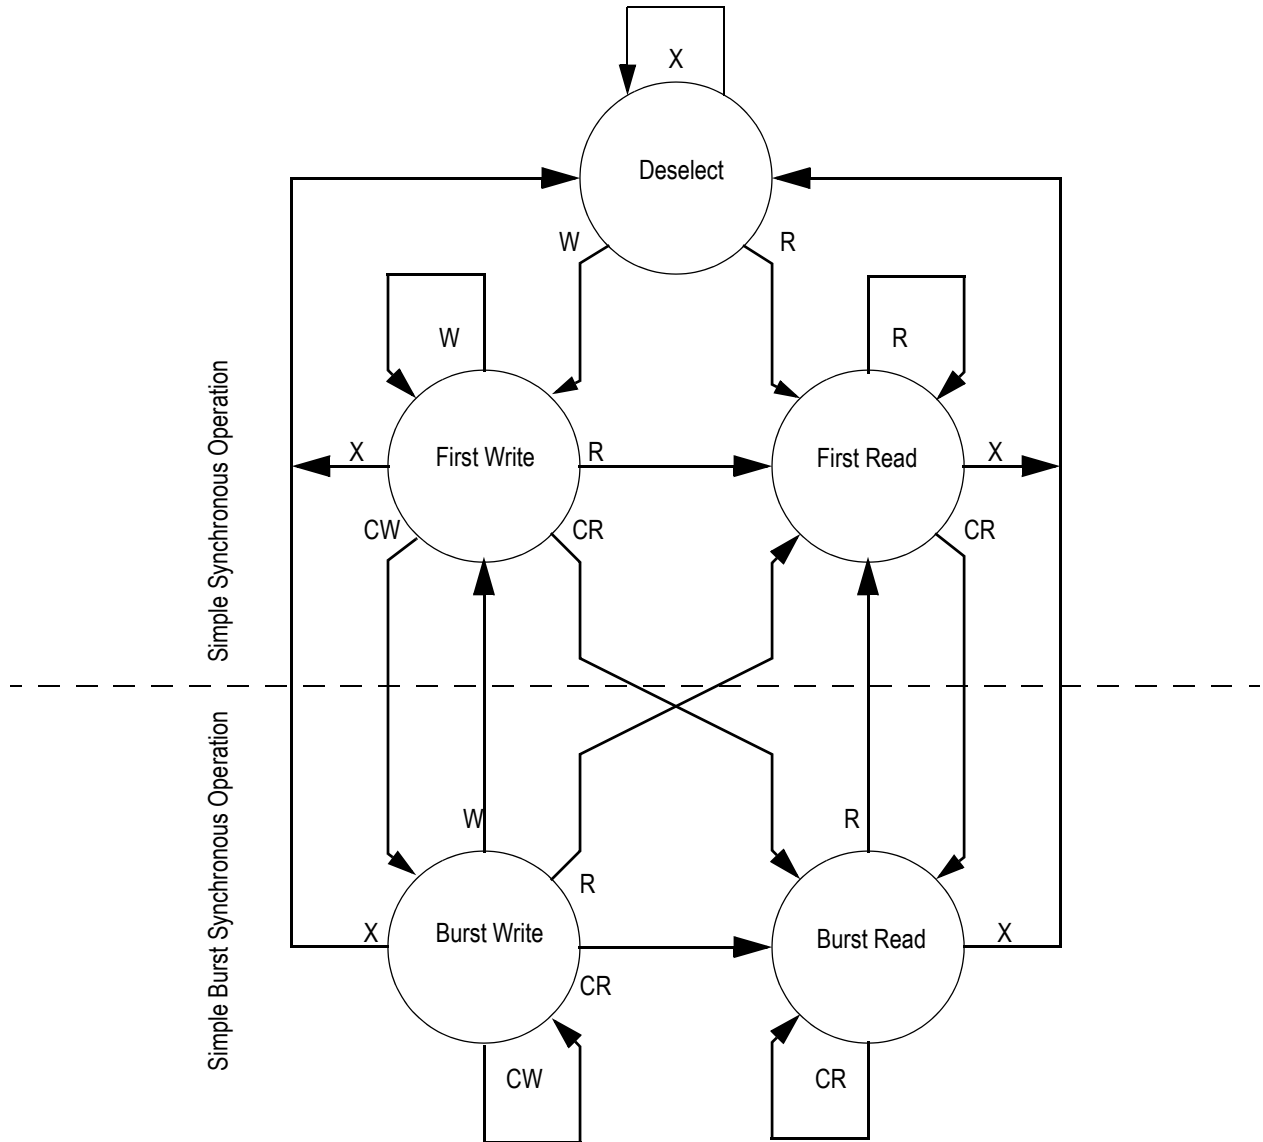 X
Deselect
W
R
W
R
Simple Synchronous Operation
X
First Write
R
First Read
X
CW
CR
CR
W
R
Simple Burst Synchronous Operation
X
Burst Write
R
Burst Read
X
CR
CW
CR